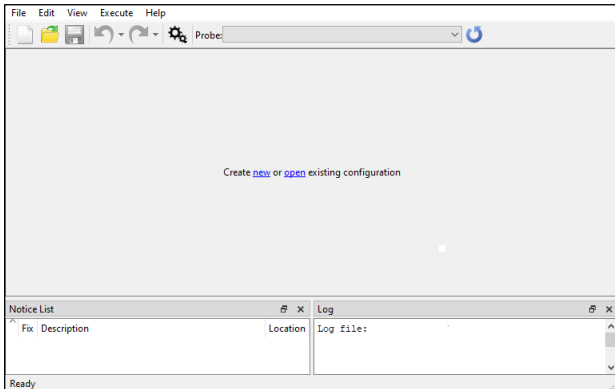 File Edit View Execute Help
Probe:
Create new or open existing configuration
Notice List
Fix Description Location
Log
Log file:
Ready